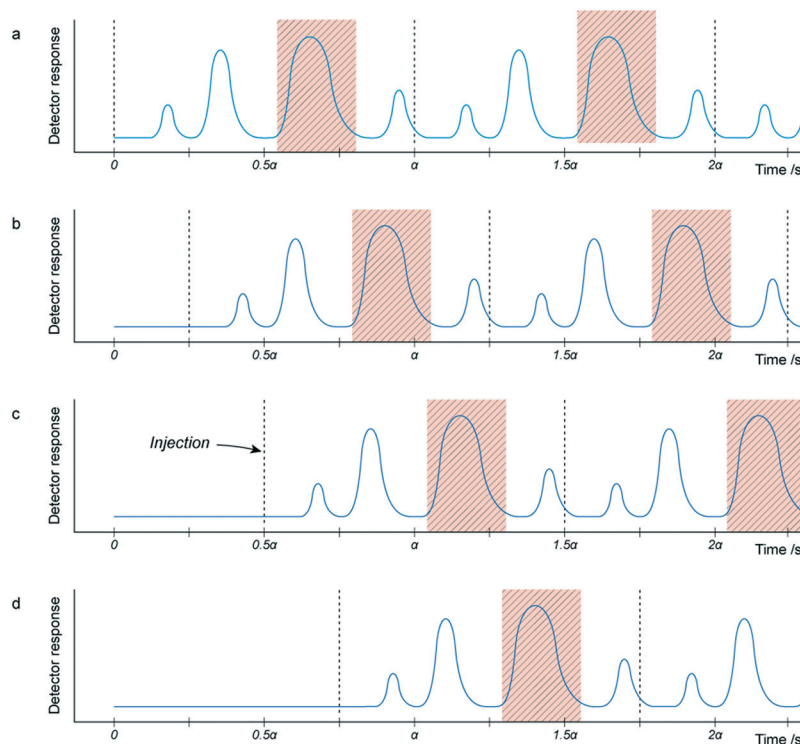 a
Detector response
0
0.5α
α
1.5α
2α
Time /s
b
Detector response
0
0.5α
α
1.5α
2α
Time /s
c
Detector response
Injection
0
0.5α
α
1.5α
2α
Time /s
d
Detector response
0
0.5α
α
1.5α
2α
Time /s